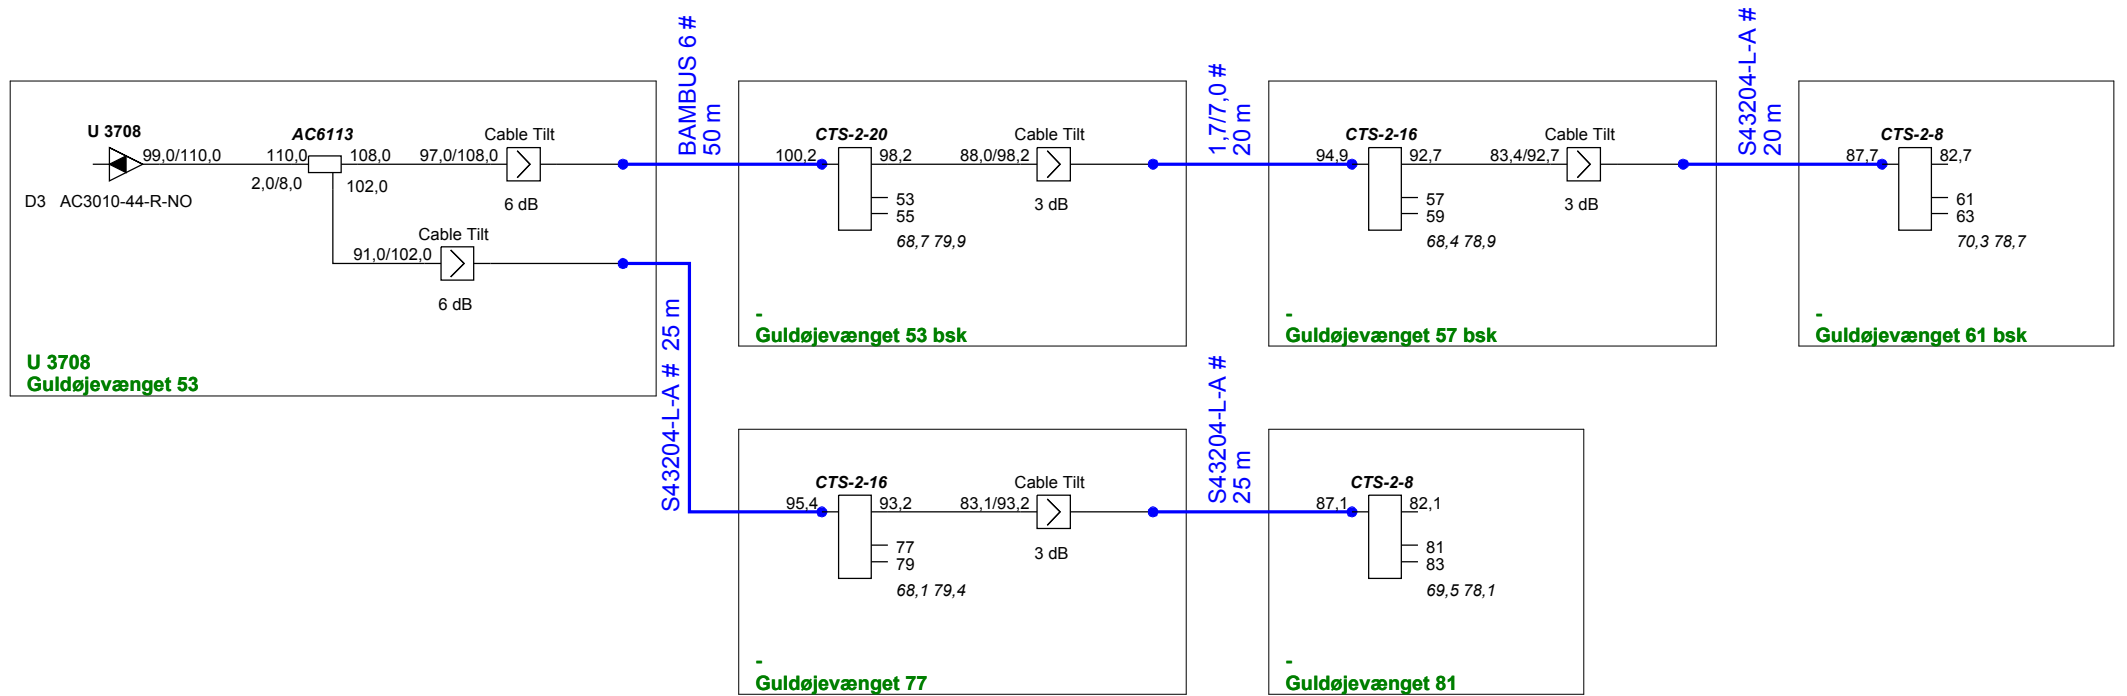 U 3708
99,0/110,0
D3 AC3010-44-R-NO
AC6113
110,0
108,0
2,0/8,0
102,0
97,0/108,0
Cable Tilt
6 dB
91,0/102,0
Cable Tilt
6 dB
U 3708
Guldøjevænget 53
BAMBUS 6 #
50 m
CTS-2-20
100,2
98,2
53
55
68,7 79,9
88,0/98,2
Cable Tilt
3 dB
-
Guldøjevænget 53 bsk
1,7/7,0 #
20 m
CTS-2-16
94,9
92,7
57
59
68,4 78,9
83,4/92,7
Cable Tilt
3 dB
-
Guldøjevænget 57 bsk
S43204-L-A #
20 m
CTS-2-8
87,7
82,7
61
63
70,3 78,7
-
Guldøjevænget 61 bsk
S43204-L-A # 25 m
CTS-2-16
95,4
93,2
77
79
68,1 79,4
83,1/93,2
Cable Tilt
3 dB
-
Guldøjevænget 77
S43204-L-A #
25 m
CTS-2-8
87,1
82,1
81
83
69,5 78,1
-
Guldøjevænget 81